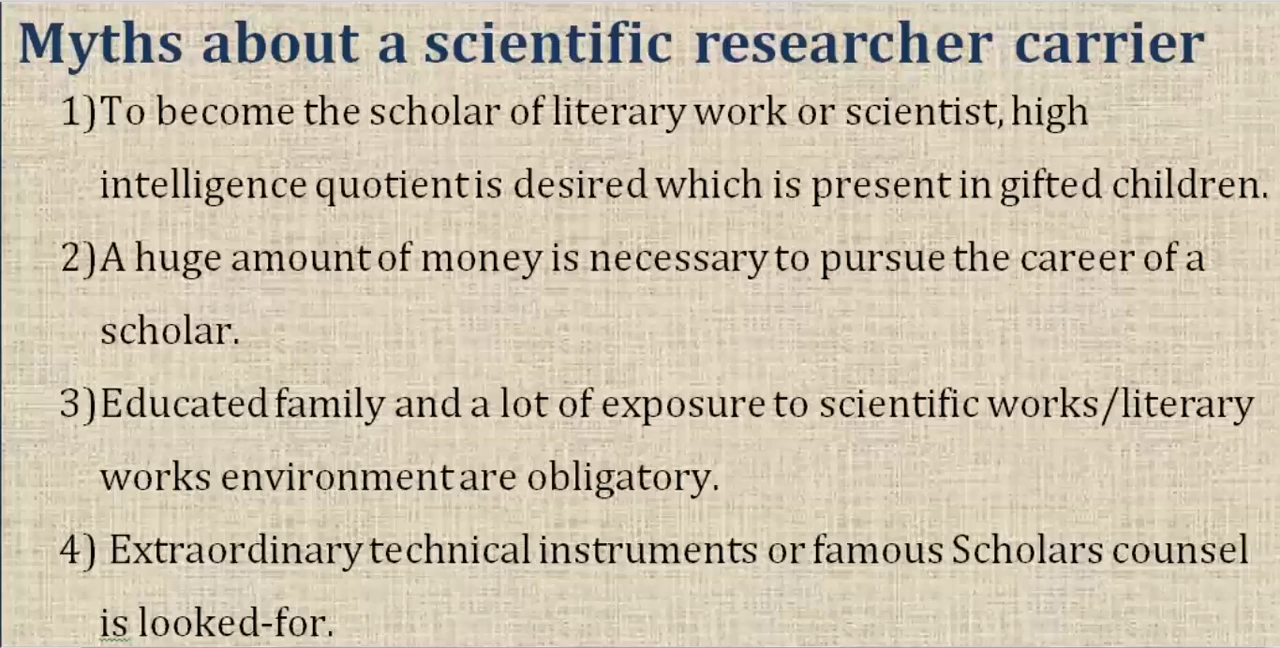 Myths about a scientific researcher carrier
1)To become the scholar of literary work or scientist, high
intelligence quotient is desired which is present in gifted children.
2)A huge amount of money is necessary to pursue the career of a
scholar.
3)Educated family and a lot of exposure to scientific works/literary
works environment are obligatory.
4) Extraordinary technical instruments or famous Scholars counsel
is looked-for.